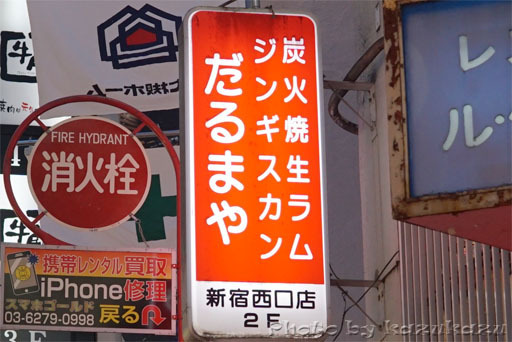 炭火焼生ラム
ジンギスカン
だるまや
新宿西口店
2F
FIRE HYDRANT
消火栓
携帯レンタル買取
iPhone修理
スマホゴールド
03-6279-0998
戻る
レ
ル
Photo by kazukazu